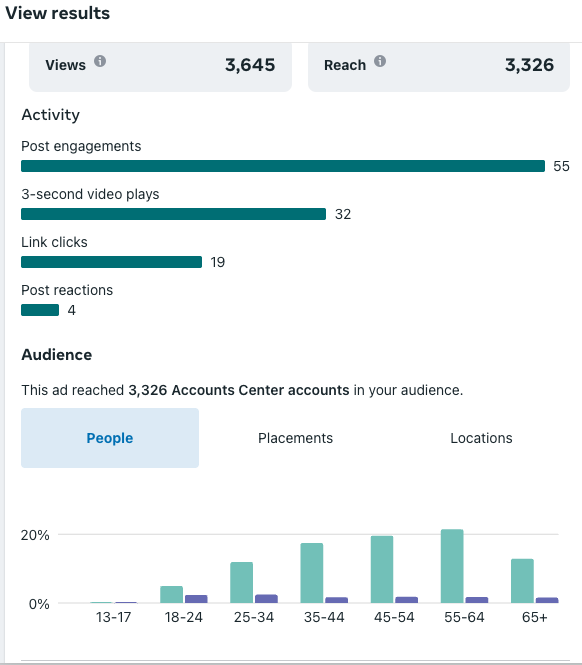 View results
Views 3,645
Reach 3,326
Activity
Post engagements
55
3-second video plays
32
Link clicks
19
Post reactions
4
Audience
This ad reached 3,326 Accounts Center accounts in your audience.
People Placements Locations
20%
0%
13-17 18-24 25-34 35-44 45-54 55-64 65+